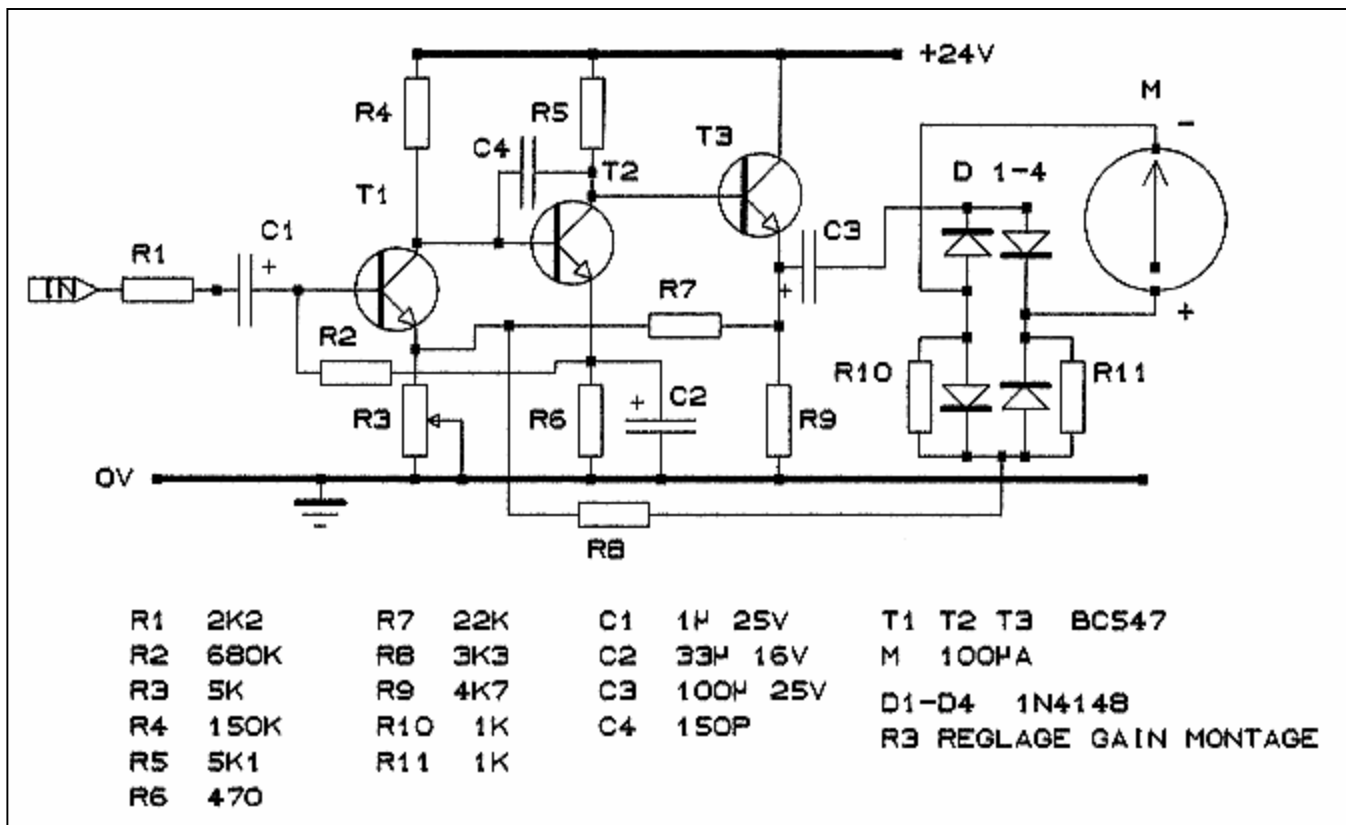 +24V
M
R4
R5
T3
-
C4
D 1-4
T2
T1
C1
C3
R1
+
IN
R7
+
+
R2
R10
R11
R3
+
C2
R6
R9
0V
R8
R1 2K2 R7 22K C1 1µ 25V T1 T2 T3 BC547
R2 680K R8 3K3 C2 33µ 16V M 100µA
R3 5K R9 4K7 C3 100µ 25V D1-D4 1N4148
R4 150K R10 1K C4 150P R3 REGLAGE GAIN MONTAGE
R5 5K1 R11 1K
R6 470